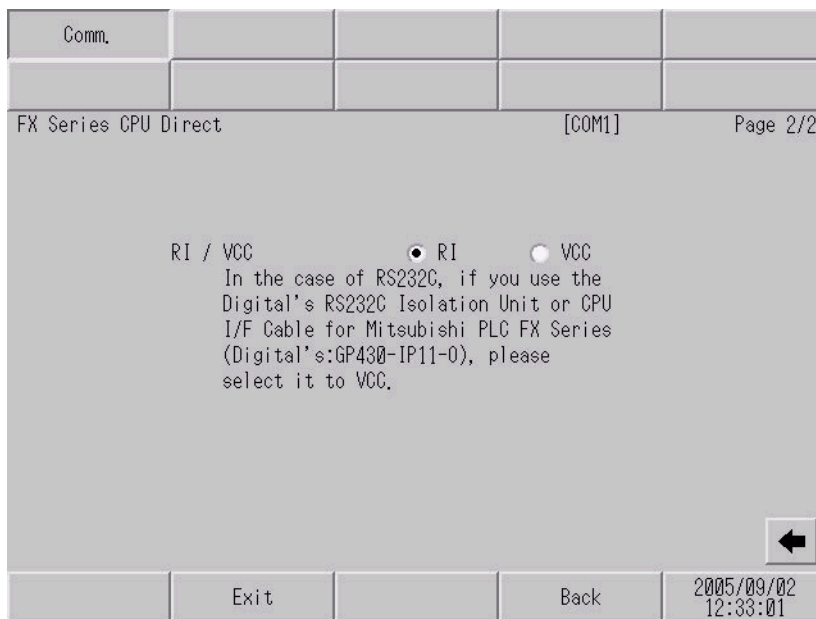 Comm.
FX Series CPU Direct [COM1] Page 2/2
RI / VCC RI VCC
In the case of RS232C, if you use the
Digital's RS232C Isolation Unit or CPU
I/F Cable for Mitsubishi PLC FX Series
(Digital's:GP430-IP11-O), please
select it to VCC.
Exit Back 2005/09/02
12:33:01